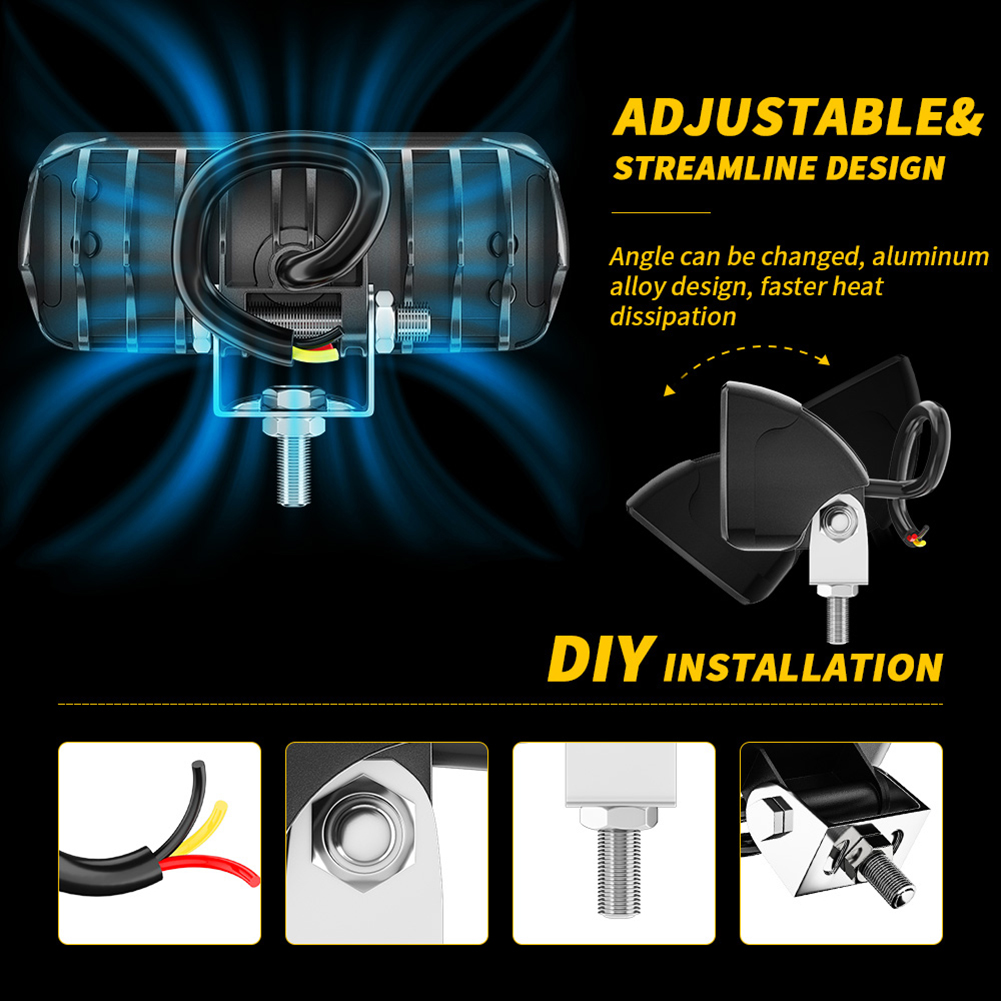 ADJUSTABLE&
STREAMLINE DESIGN
Angle can be changed, aluminum
alloy design, faster heat
dissipation
DIY INSTALLATION